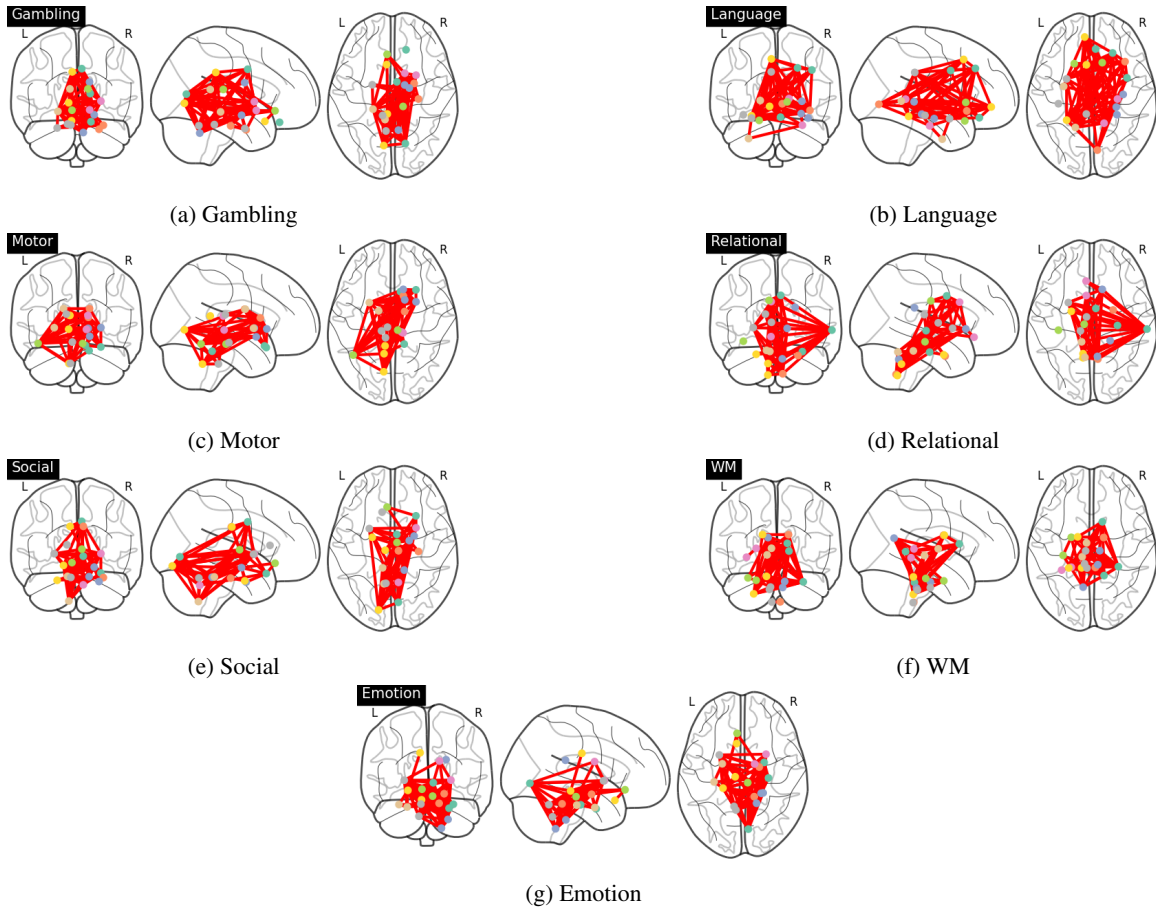 Gambling
L R L R
(a) Gambling
Language
L R L R
(b) Language
Motor
L R L R
(c) Motor
Relational
L R L R
(d) Relational
Social
L R L R
(e) Social
WM
L R L R
(f) WM
Emotion
L R L R
(g) Emotion